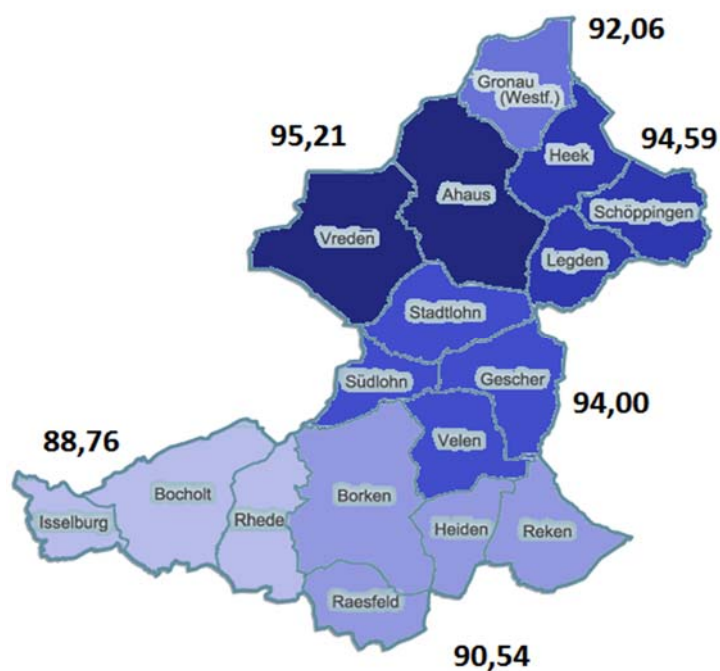 92,06
Gronau
(Westf.)
95,21
94,59
Heek
Ahaus
Schöppingen
Vreden
Legden
Stadtlohn
Südlohn
Gescher
94,00
88,76
Velen
Bocholt
Borken
Isselburg
Rhede
Heiden
Reken
Raesfeld
90,54